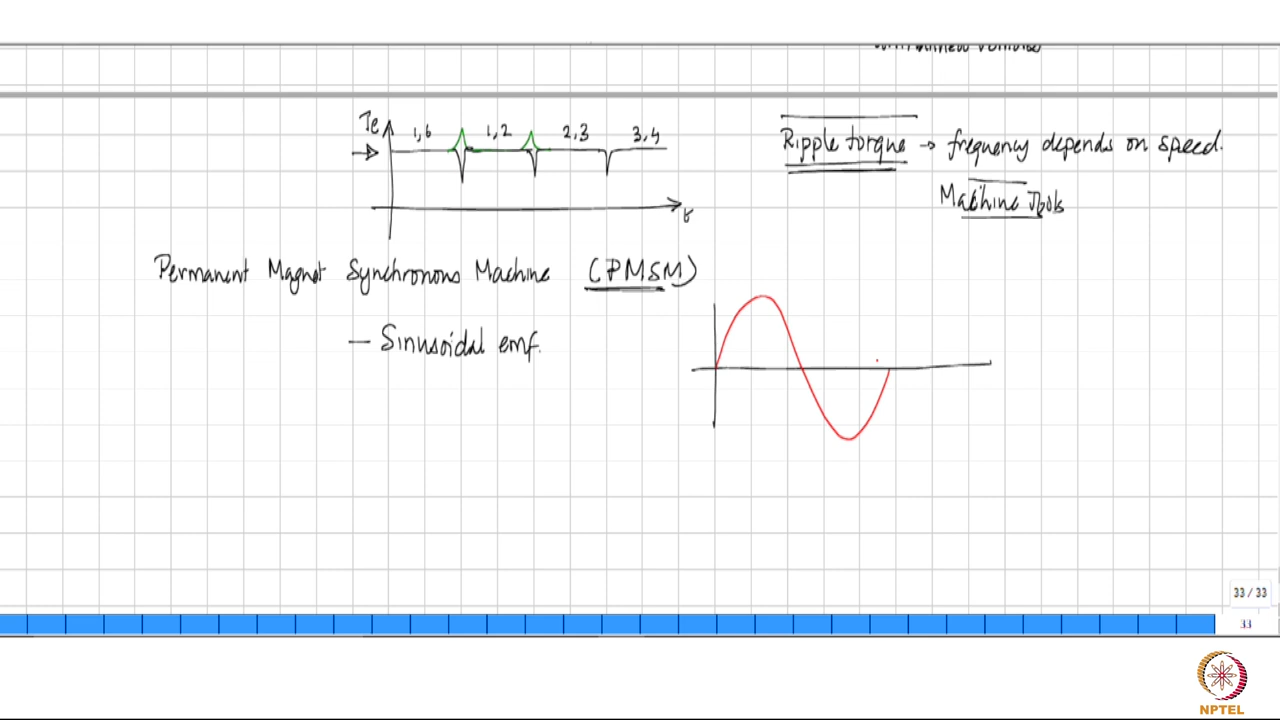 Te
1,6 1,2 2,3 3,4
t
Ripple torque → frequency depends on speed.
Machine Tools
Permanent Magnet Synchronous Machine (PMSM)
— Sinusoidal emf.
33 / 33
33
NPTEL